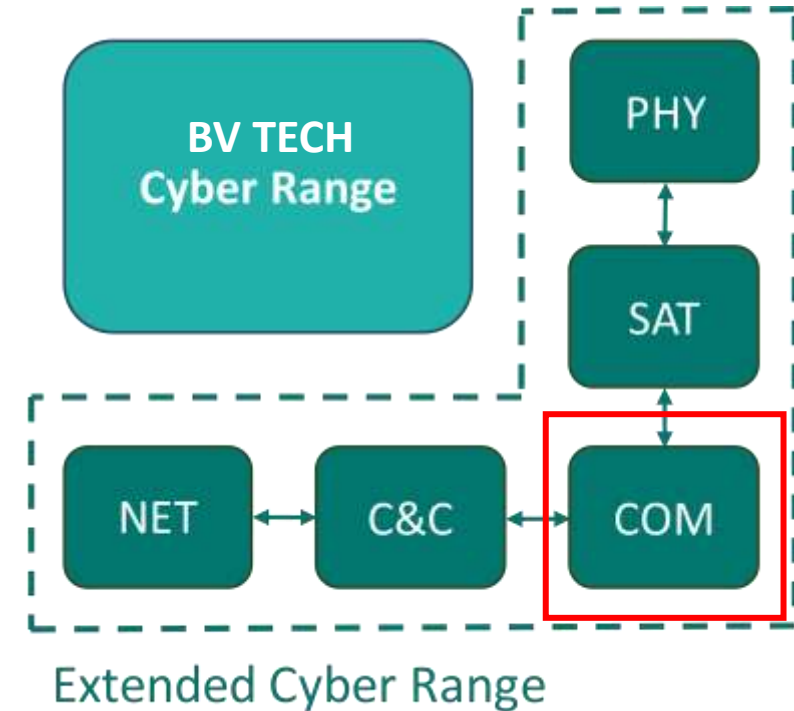 BV TECH
Cyber Range
PHY
SAT
NET
C&C
COM
Extended Cyber Range